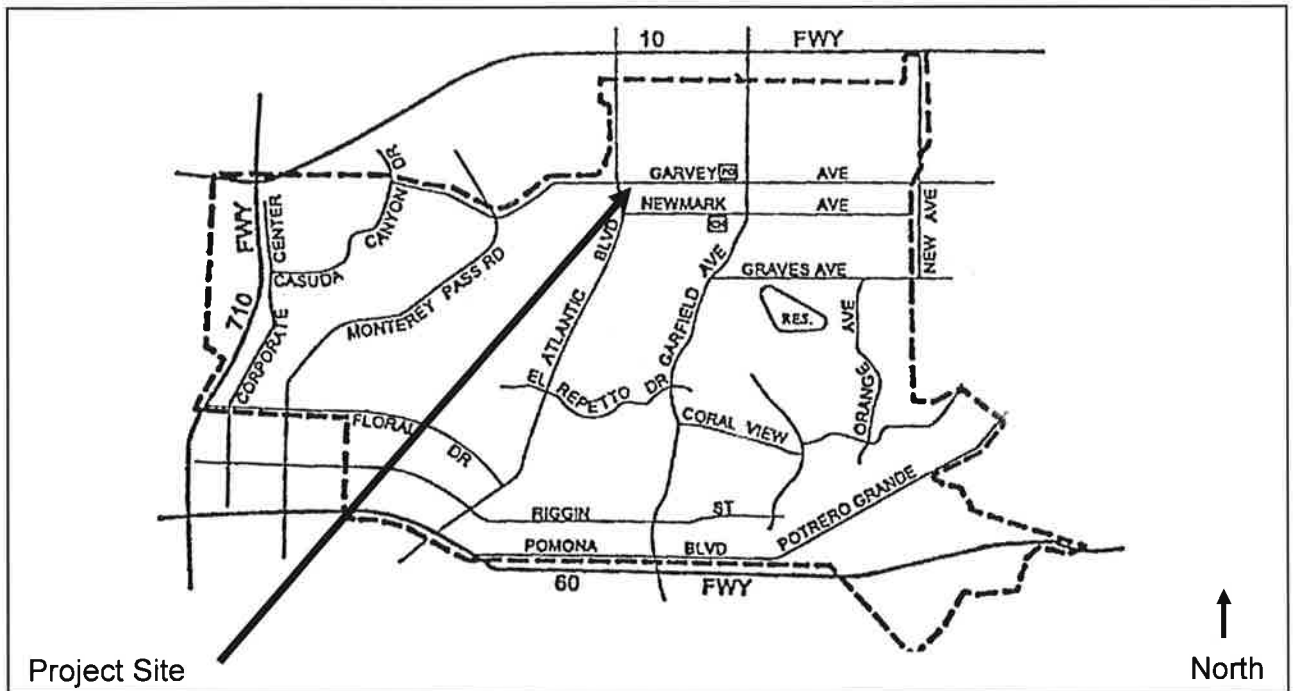 10 FWY
GARVEY AVE
NEWMARK AVE
NEW AVE
GRAVES AVE
RES.
CANYON DR
CASUDA
CENTER
FWY
710
CORPORATE
MONTEREY PASS RD
ATLANTIC BLVD
GARFIELD AVE
EL REPETTO DR
CORAL VIEW
ORANGE AVE
FLORAL DR
RIGGIN ST
POTRERO GRANDE
POMONA BLVD
60 FWY
Project Site
North